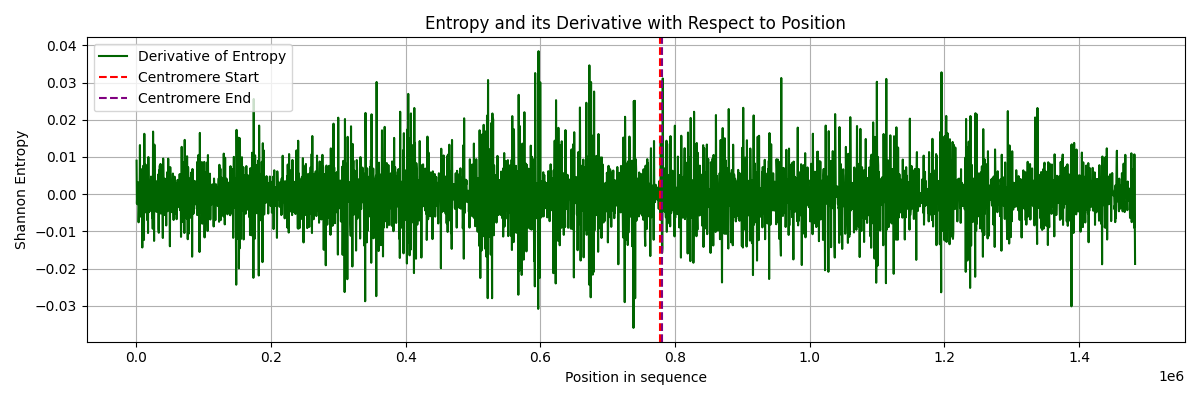 Entropy and its Derivative with Respect to Position
Derivative of Entropy
Centromere Start
Centromere End
Shannon Entropy
0.04
0.03
0.02
0.01
0.00
−0.01
−0.02
−0.03
0.0 0.2 0.4 0.6 0.8 1.0 1.2 1.4
1e6
Position in sequence